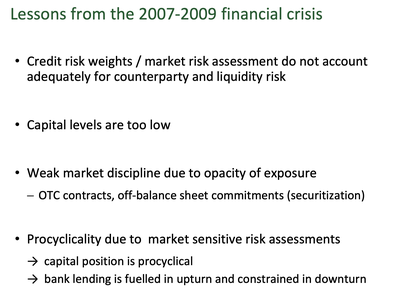 Lessons from the 2007-2009 financial crisis
• Credit risk weights / market risk assessment do not account
adequately for counterparty and liquidity risk
• Capital levels are too low
• Weak market discipline due to opacity of exposure
– OTC contracts, off-balance sheet commitments (securitization)
• Procyclicality due to  market sensitive risk assessments
→ capital position is procyclical
→ bank lending is fuelled in upturn and constrained in downturn